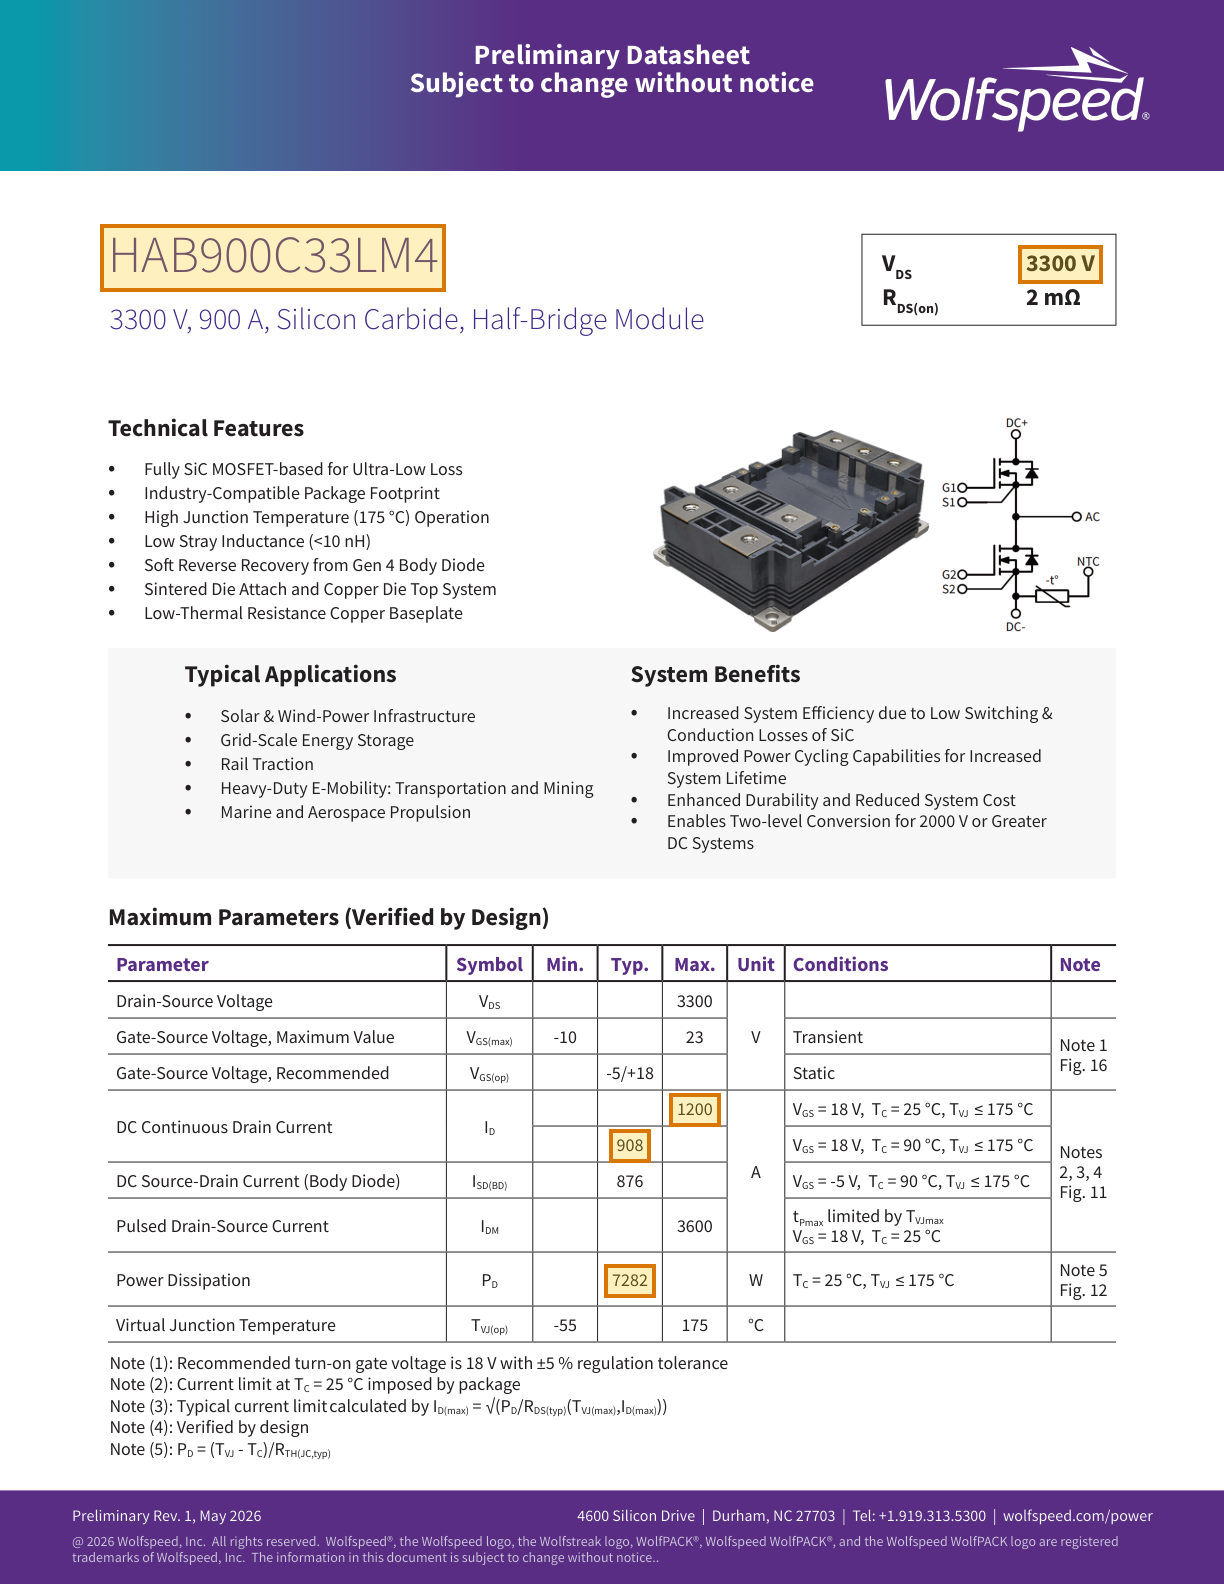 Preliminary Datasheet
Subject to change without notice
Wolfspeed®
HAB900C33LM4
3300 V, 900 A, Silicon Carbide, Half-Bridge Module
VDS 3300 V
RDS(on) 2 mΩ
Technical Features
• Fully SiC MOSFET-based for Ultra-Low Loss
• Industry-Compatible Package Footprint
• High Junction Temperature (175 °C) Operation
• Low Stray Inductance (<10 nH)
• Soft Reverse Recovery from Gen 4 Body Diode
• Sintered Die Attach and Copper Die Top System
• Low-Thermal Resistance Copper Baseplate
DC+
G1
S1
AC
G2
S2
NTC
-t°
DC-
Typical Applications
• Solar & Wind-Power Infrastructure
• Grid-Scale Energy Storage
• Rail Traction
• Heavy-Duty E-Mobility: Transportation and Mining
• Marine and Aerospace Propulsion
System Benefits
• Increased System Efficiency due to Low Switching &
Conduction Losses of SiC
• Improved Power Cycling Capabilities for Increased
System Lifetime
• Enhanced Durability and Reduced System Cost
• Enables Two-level Conversion for 2000 V or Greater
DC Systems
Maximum Parameters (Verified by Design)
Parameter Symbol Min. Typ. Max. Unit Conditions Note
Drain-Source Voltage VDS 3300
Gate-Source Voltage, Maximum Value VGS(max) -10 23 V Transient Note 1
Fig. 16
Gate-Source Voltage, Recommended VGS(op) -5/+18 Static
DC Continuous Drain Current ID 1200 VGS = 18 V, TC = 25 °C, TVJ ≤ 175 °C
908 VGS = 18 V, TC = 90 °C, TVJ ≤ 175 °C
A
Notes
2, 3, 4
Fig. 11
DC Source-Drain Current (Body Diode) ISD(BD) 876 VGS = -5 V, TC = 90 °C, TVJ ≤ 175 °C
Pulsed Drain-Source Current IDM 3600 tPmax limited by TVJmax
VGS = 18 V, TC = 25 °C
Power Dissipation PD 7282 W TC = 25 °C, TVJ ≤ 175 °C Note 5
Fig. 12
Virtual Junction Temperature TVJ(op) -55 175 °C
Note (1): Recommended turn-on gate voltage is 18 V with ±5 % regulation tolerance
Note (2): Current limit at TC = 25 °C imposed by package
Note (3): Typical current limit calculated by ID(max) = √(PD/RDS(typ)(TVJ(max),ID(max)))
Note (4): Verified by design
Note (5): PD = (TVJ - TC)/RTH(JC,typ)
Preliminary Rev. 1, May 2026
4600 Silicon Drive | Durham, NC 27703 | Tel: +1.919.313.5300 | wolfspeed.com/power
@ 2026 Wolfspeed, Inc. All rights reserved. Wolfspeed®, the Wolfspeed logo, the Wolfstreak logo, WolfPACK®, Wolfspeed WolfPACK®, and the Wolfspeed WolfPACK logo are registered
trademarks of Wolfspeed, Inc. The information in this document is subject to change without notice..